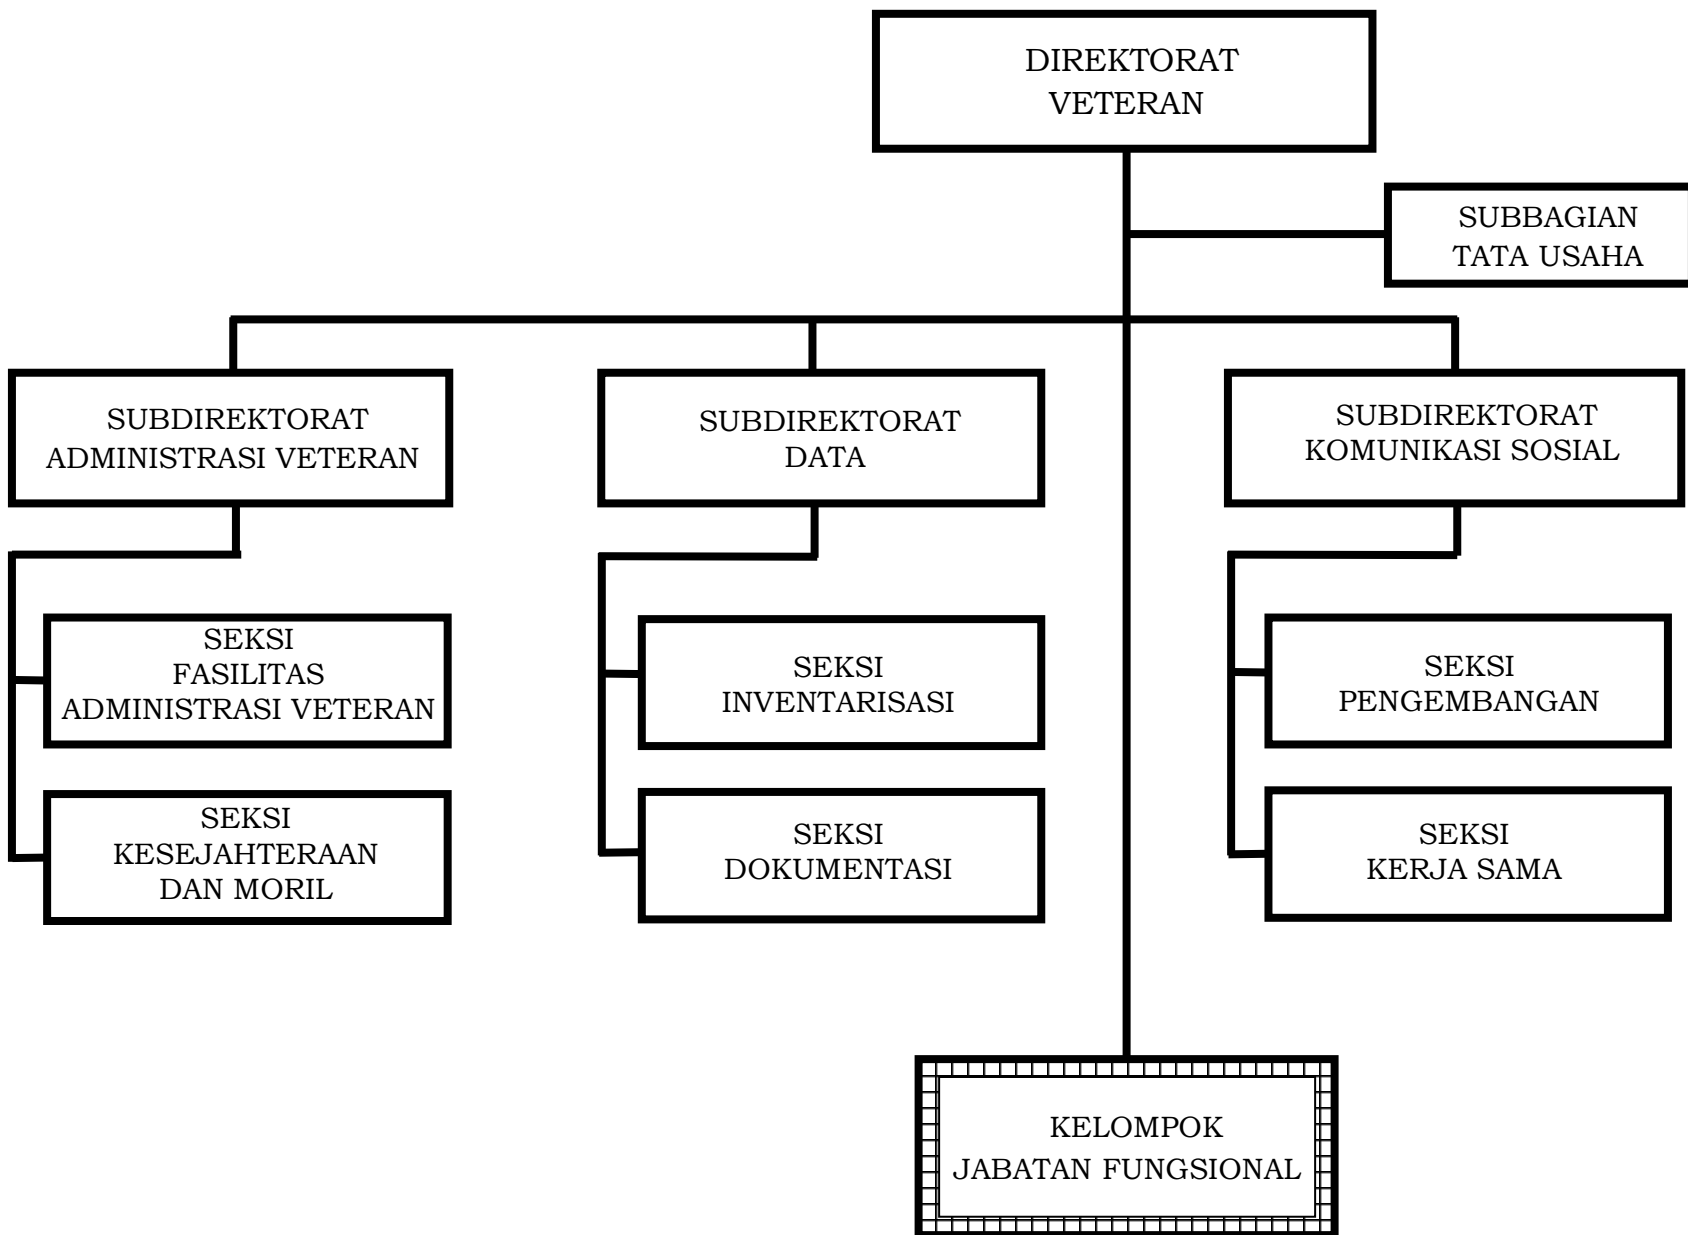 DIREKTORAT
VETERAN
SUBBAGIAN
TATA USAHA
SUBDIREKTORAT
ADMINISTRASI VETERAN
SUBDIREKTORAT
DATA
SUBDIREKTORAT
KOMUNIKASI SOSIAL
SEKSI
FASILITAS
ADMINISTRASI VETERAN
SEKSI
INVENTARISASI
SEKSI
PENGEMBANGAN
SEKSI
KESEJAHTERAAN
DAN MORIL
SEKSI
DOKUMENTASI
SEKSI
KERJA SAMA
KELOMPOK
JABATAN FUNGSIONAL